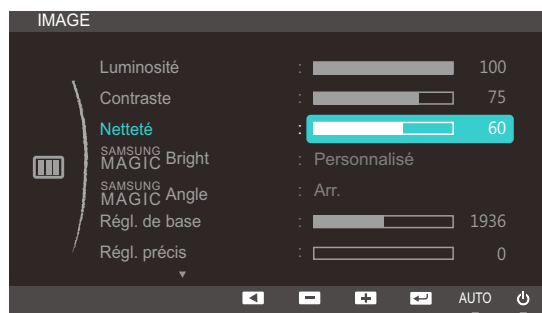 IMAGE
Luminosité : 100
Contraste : 75
Netteté : 60
SAMSUNG MAGIC Bright : Personnalisé
SAMSUNG MAGIC Angle : Arr.
Régl. de base : 1936
Régl. précis : 0
AUTO